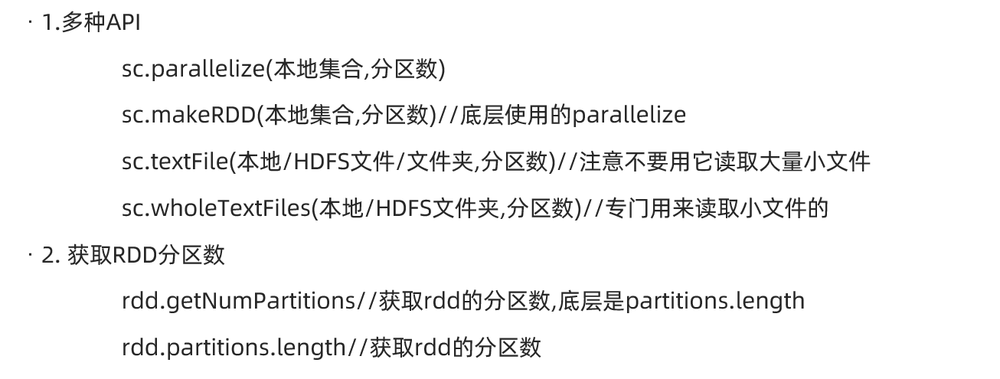 · 1.多种API
sc.parallelize(本地集合,分区数)
sc.makeRDD(本地集合,分区数)//底层使用的parallelize
sc.textFile(本地/HDFS文件/文件夹,分区数)//注意不要用它读取大量小文件
sc.wholeTextFiles(本地/HDFS文件夹,分区数)//专门用来读取小文件的
· 2. 获取RDD分区数
rdd.getNumPartitions//获取rdd的分区数,底层是partitions.length
rdd.partitions.length//获取rdd的分区数